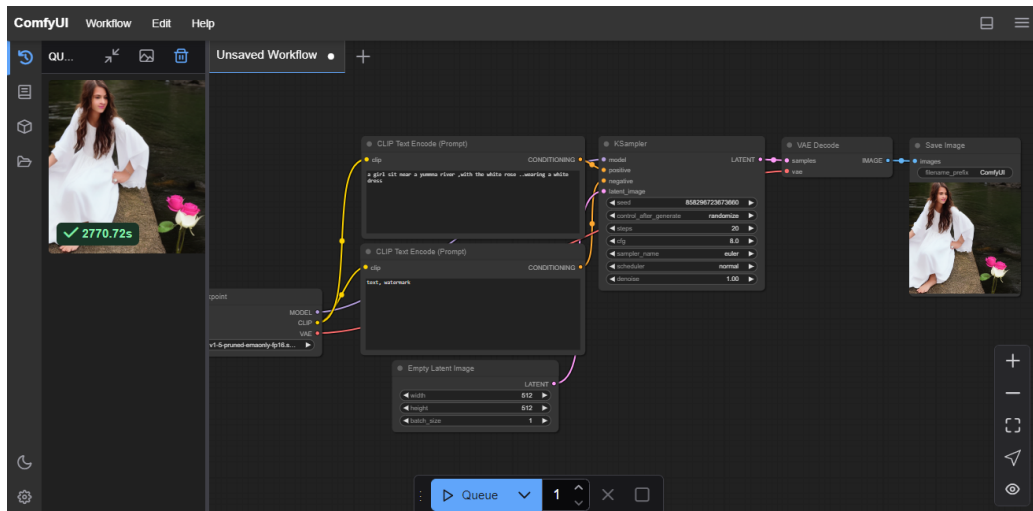 ComfyUI Workflow Edit Help
QU...
Unsaved Workflow
2770.72s
CLIP Text Encode (Prompt)
clip CONDITIONING
a girl sit near a yamma river ,with the white rose ..wearing a white
dress
CLIP Text Encode (Prompt)
clip CONDITIONING
text, watermark
point
MODEL
CLIP
VAE
v1-5-pruned-emaonly-fp16.s...
Empty Latent Image
LATENT
width 512
height 512
batch_size 1
KSampler
model LATENT
positive
negative
latent_image
seed 858296723673660
control_after_generate randomize
steps 20
cfg 8.0
sampler_name euler
scheduler normal
denoise 1.00
VAE Decode
samples IMAGE
vae
Save Image
images
filename_prefix ComfyUI
Queue 1